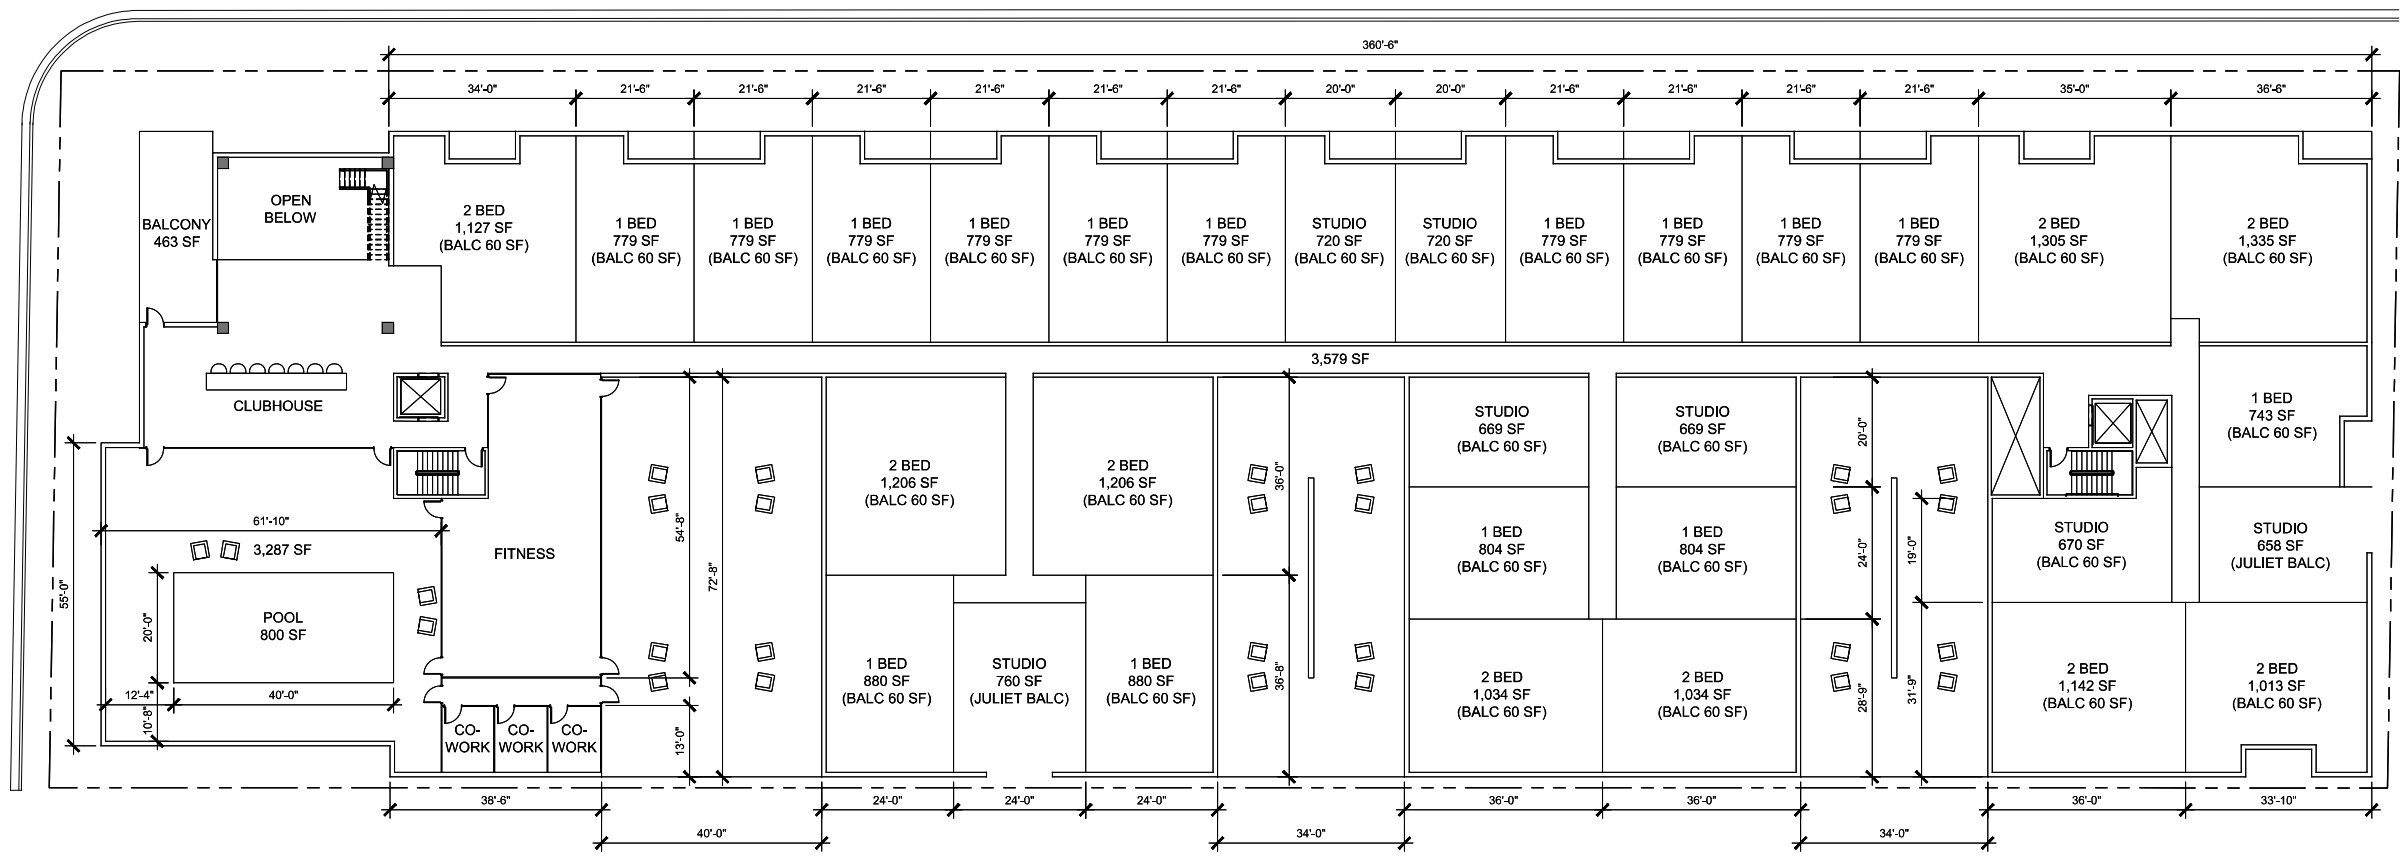 360'-6"
34'-0"
21'-6"
21'-6"
21'-6"
21'-6"
21'-6"
21'-6"
20'-0"
20'-0"
21'-6"
21'-6"
21'-6"
21'-6"
35'-0"
36'-6"
BALCONY
463 SF
OPEN
BELOW
2 BED
1,127 SF
(BALC 60 SF)
1 BED
779 SF
(BALC 60 SF)
1 BED
779 SF
(BALC 60 SF)
1 BED
779 SF
(BALC 60 SF)
1 BED
779 SF
(BALC 60 SF)
1 BED
779 SF
(BALC 60 SF)
1 BED
779 SF
(BALC 60 SF)
STUDIO
720 SF
(BALC 60 SF)
STUDIO
720 SF
(BALC 60 SF)
1 BED
779 SF
(BALC 60 SF)
1 BED
779 SF
(BALC 60 SF)
1 BED
779 SF
(BALC 60 SF)
1 BED
779 SF
(BALC 60 SF)
2 BED
1,305 SF
(BALC 60 SF)
2 BED
1,335 SF
(BALC 60 SF)
3,579 SF
CLUBHOUSE
61'-10"
3,287 SF
55'-0"
20'-0"
POOL
800 SF
12'-4"
40'-0"
10'-8"
FITNESS
CO-
WORK
CO-
WORK
CO-
WORK
54'-8"
72'-8"
13'-0"
2 BED
1,206 SF
(BALC 60 SF)
2 BED
1,206 SF
(BALC 60 SF)
1 BED
880 SF
(BALC 60 SF)
STUDIO
760 SF
(JULIET BALC)
1 BED
880 SF
(BALC 60 SF)
36'-0"
36'-8"
STUDIO
669 SF
(BALC 60 SF)
STUDIO
669 SF
(BALC 60 SF)
1 BED
804 SF
(BALC 60 SF)
1 BED
804 SF
(BALC 60 SF)
2 BED
1,034 SF
(BALC 60 SF)
2 BED
1,034 SF
(BALC 60 SF)
20'-0"
24'-0"
28'-9"
19'-0"
31'-9"
1 BED
743 SF
(BALC 60 SF)
STUDIO
670 SF
(BALC 60 SF)
STUDIO
658 SF
(JULIET BALC)
2 BED
1,142 SF
(BALC 60 SF)
2 BED
1,013 SF
(BALC 60 SF)
38'-6"
24'-0"
24'-0"
24'-0"
36'-0"
36'-0"
36'-0"
33'-10"
40'-0"
34'-0"
34'-0"